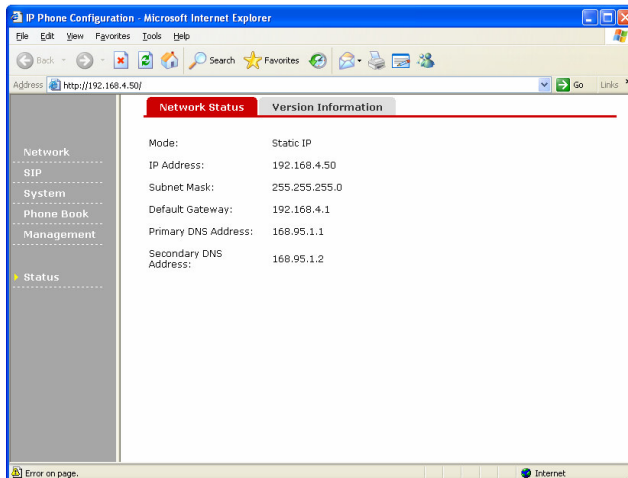 IP Phone Configuration - Microsoft Internet Explorer
File Edit View Favorites Tools Help
Back Search Favorites
Address http://192.168.4.50/ Go Links »
Network Status Version Information
Network
SIP
System
Phone Book
Management
Status
Mode: Static IP
IP Address: 192.168.4.50
Subnet Mask: 255.255.255.0
Default Gateway: 192.168.4.1
Primary DNS Address: 168.95.1.1
Secondary DNS
Address: 168.95.1.2
Error on page. Internet